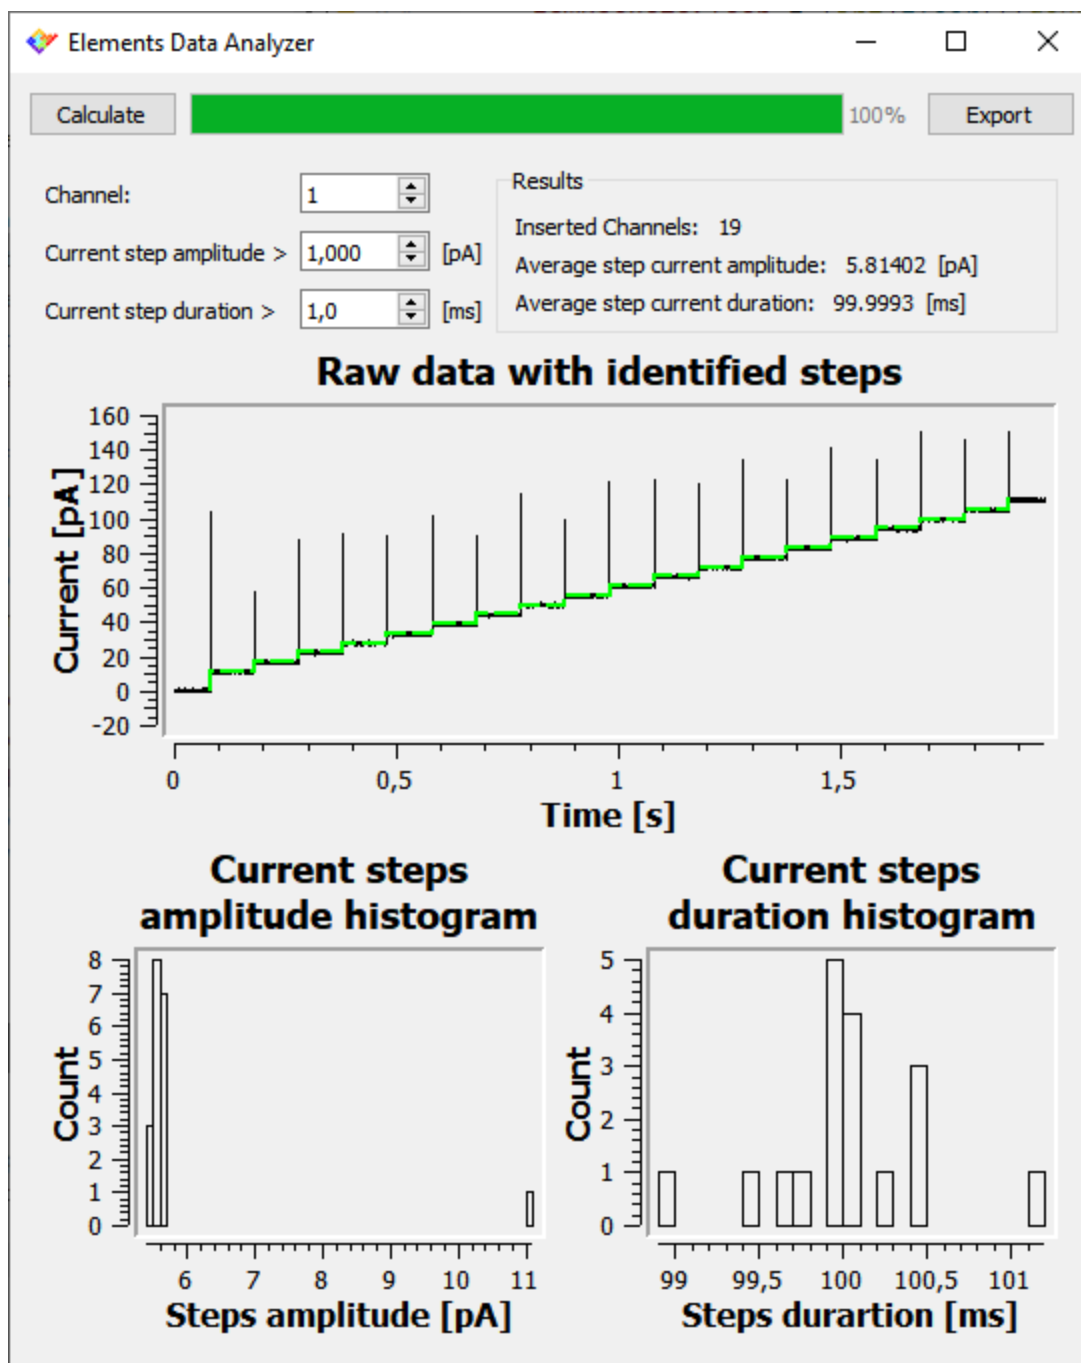 Elements Data Analyzer
Calculate 100% Export
Channel: 1
Current step amplitude > 1,000 [pA]
Current step duration > 1,0 [ms]
Results
Inserted Channels: 19
Average step current amplitude: 5.81402 [pA]
Average step current duration: 99.9993 [ms]
Raw data with identified steps
160
140
120
100
80
60
40
20
0
-20
Current [pA]
0 0,5 1 1,5
Time [s]
Current steps
amplitude histogram
8
7
6
5
4
3
2
1
0
Count
6 7 8 9 10 11
Steps amplitude [pA]
Current steps
duration histogram
5
4
3
2
1
0
Count
99 99,5 100 100,5 101
Steps durartion [ms]